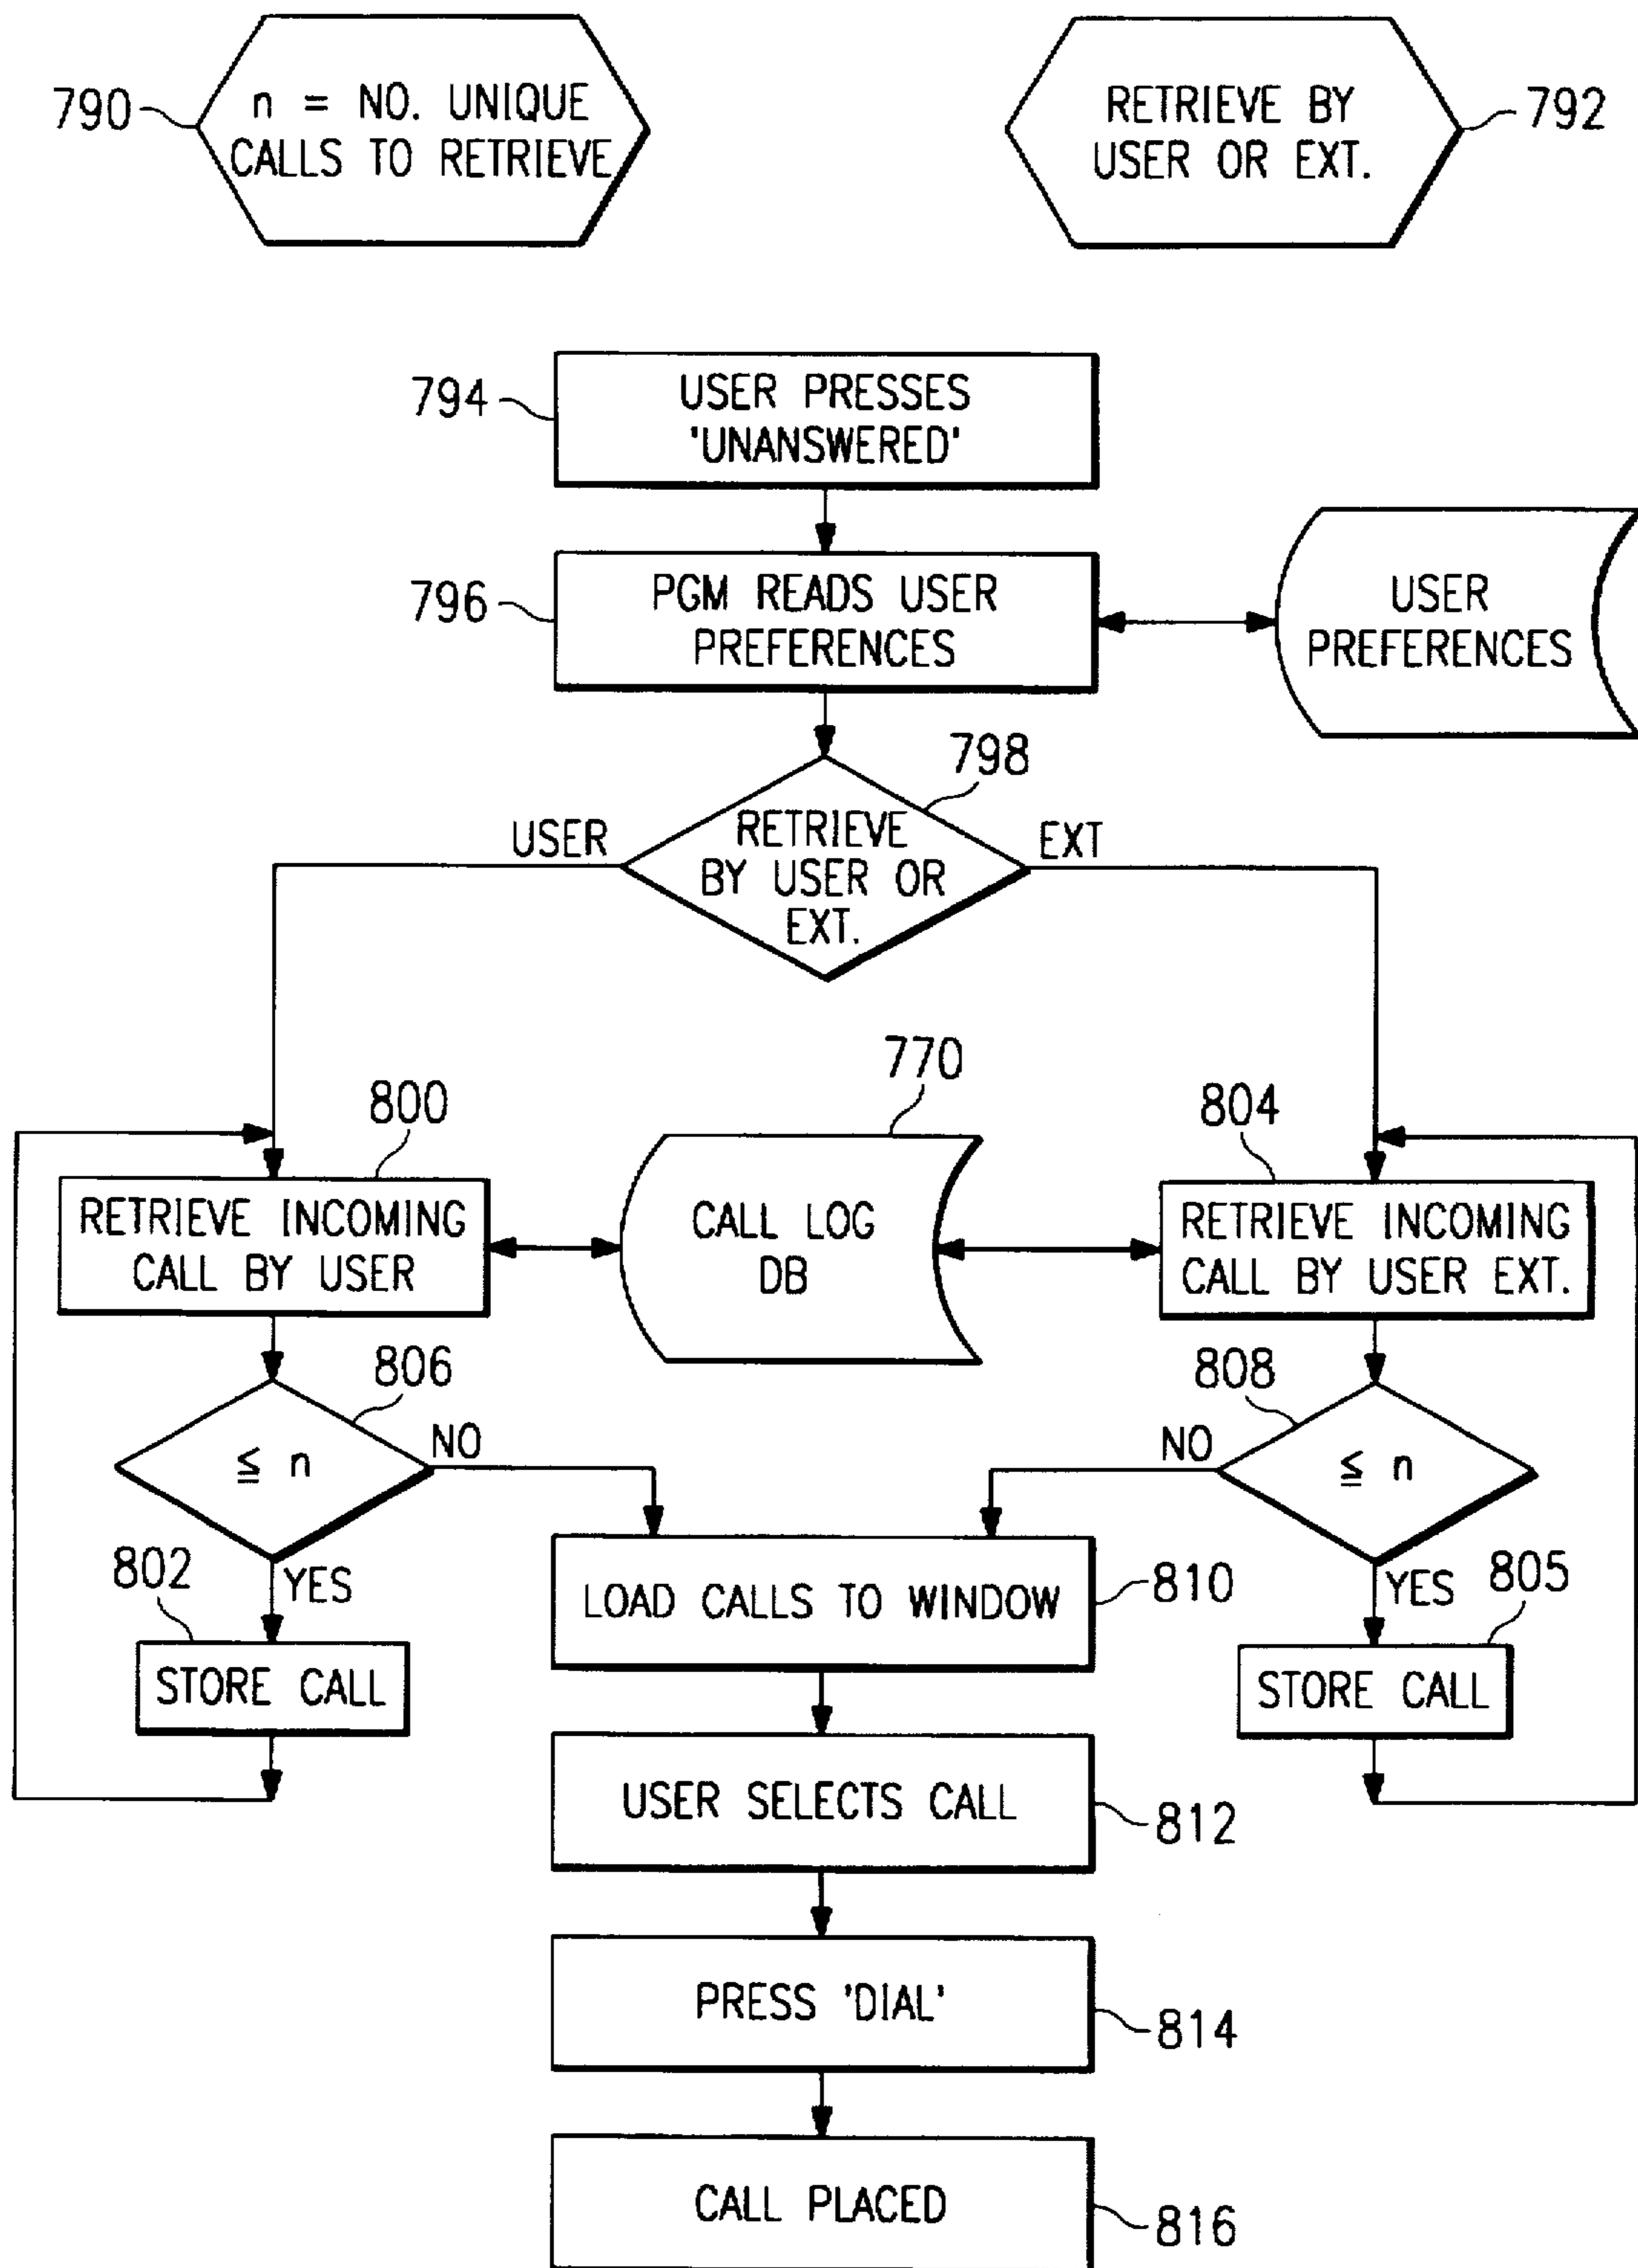 790
n = NO. UNIQUE
CALLS TO RETRIEVE
RETRIEVE BY
USER OR EXT.
792
794
USER PRESSES
'UNANSWERED'
796
PGM READS USER
PREFERENCES
USER
PREFERENCES
798
USER
RETRIEVE
BY USER OR
EXT.
EXT
770
800
804
RETRIEVE INCOMING
CALL BY USER
CALL LOG
DB
RETRIEVE INCOMING
CALL BY USER EXT.
806
808
≦ n
NO
NO
≦ n
802
YES
STORE CALL
LOAD CALLS TO WINDOW
810
YES
805
STORE CALL
USER SELECTS CALL
812
PRESS 'DIAL'
814
CALL PLACED
816